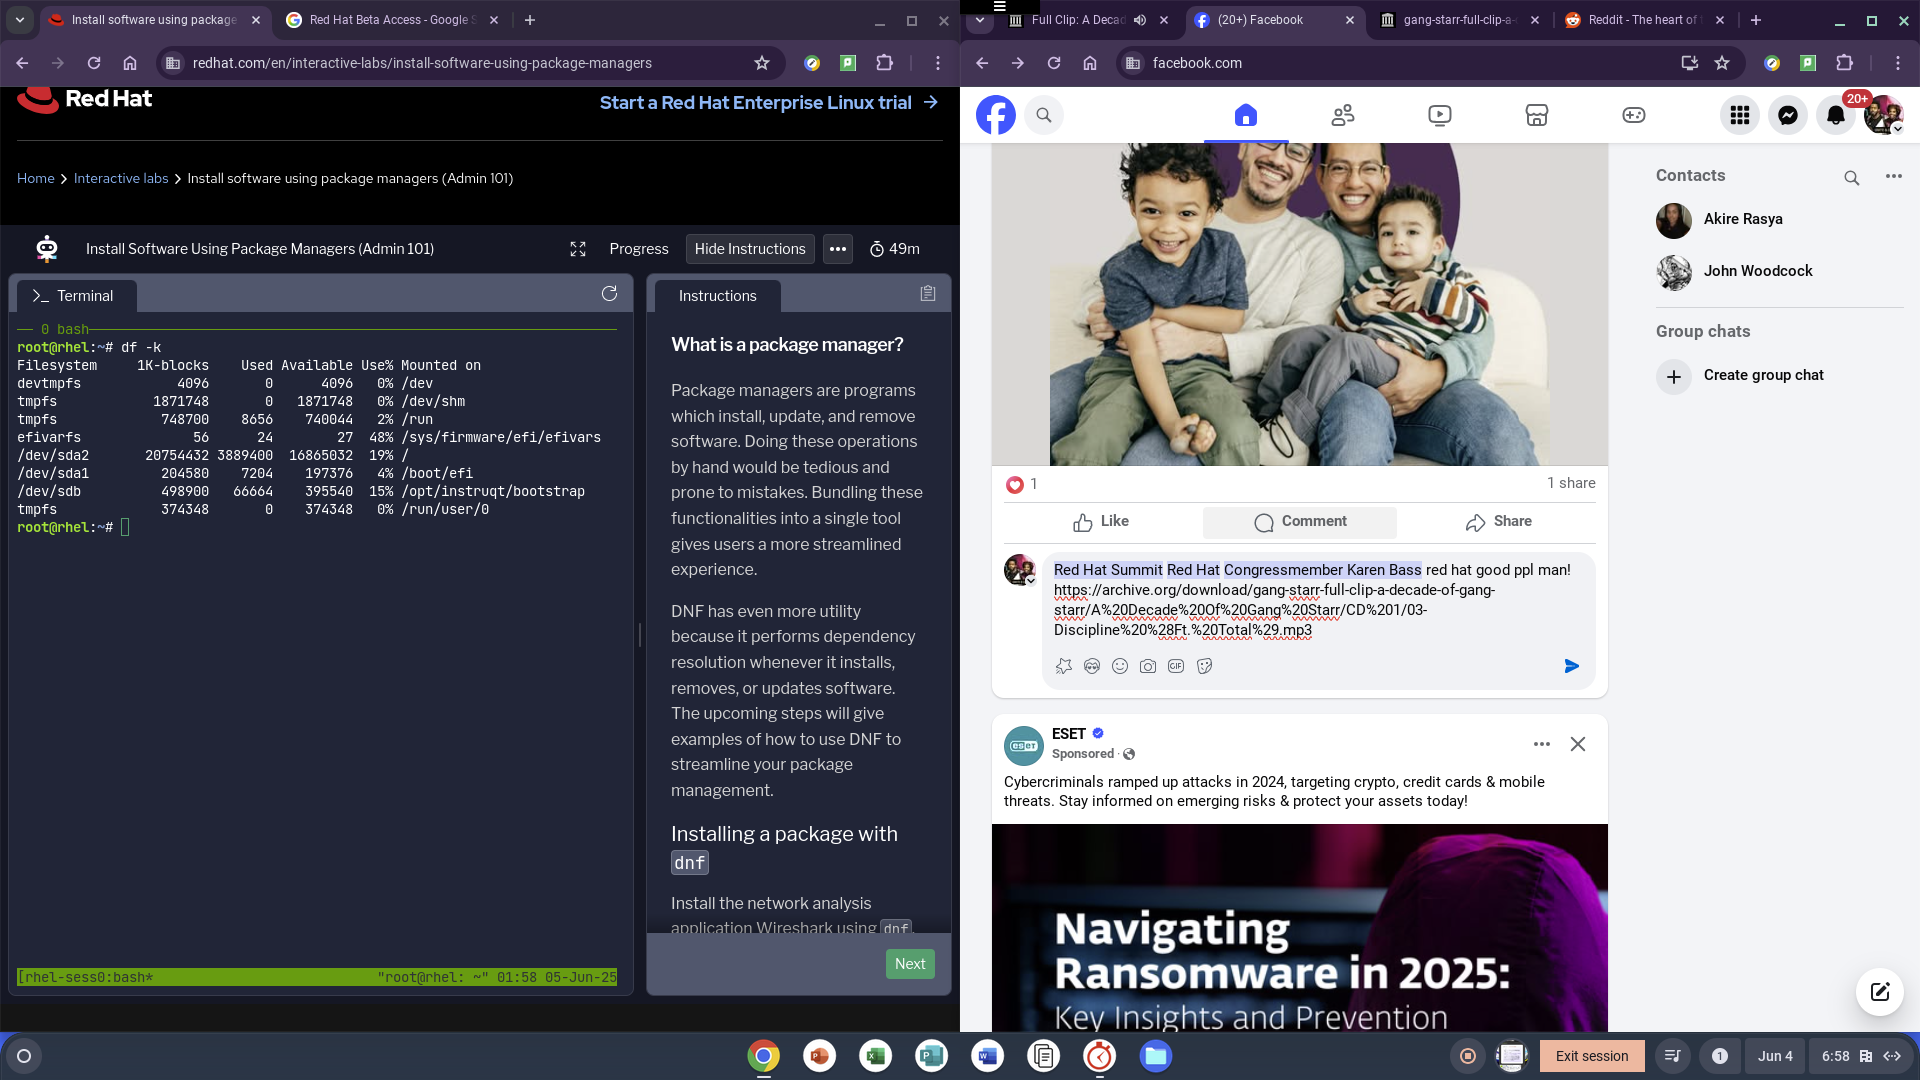 Install software using package
Red Hat Beta Access - Google S
redhat.com/en/interactive-labs/install-software-using-package-managers
Red Hat
Start a Red Hat Enterprise Linux trial
Home
Interactive labs
Install software using package managers (Admin 101)
Install Software Using Package Managers (Admin 101)
Progress
Hide Instructions
49m
Terminal
0 bash
root@rhel:~# df -k
Filesystem 1K-blocks Used Available Use% Mounted on
devtmpfs 4096 0 4096 0% /dev
tmpfs 1871748 0 1871748 0% /dev/shm
tmpfs 748700 8656 740044 2% /run
efivarfs 56 24 27 48% /sys/firmware/efi/efivars
/dev/sda2 20754432 3889400 16865032 19% /
/dev/sda1 204580 7204 197376 4% /boot/efi
/dev/sdb 498900 66664 395540 15% /opt/instruqt/bootstrap
tmpfs 374348 0 374348 0% /run/user/0
root@rhel:~#
[rhel-sess0:bash* "root@rhel: ~" 01:58 05-Jun-25
Instructions
What is a package manager?
Package managers are programs
which install, update, and remove
software. Doing these operations
by hand would be tedious and
prone to mistakes. Bundling these
functionalities into a single tool
gives users a more streamlined
experience.
DNF has even more utility
because it performs dependency
resolution whenever it installs,
removes, or updates software.
The upcoming steps will give
examples of how to use DNF to
streamline your package
management.
Installing a package with
dnf
Install the network analysis
application Wireshark using dnf.
Next
Full Clip: A Decad
(20+) Facebook
gang-starr-full-clip-a-
Reddit - The heart of
facebook.com
20+
1
1 share
Like
Comment
Share
Red Hat Summit Red Hat Congressmember Karen Bass red hat good ppl man!
https://archive.org/download/gang-starr-full-clip-a-decade-of-gang-
starr/A%20Decade%20Of%20Gang%20Starr/CD%201/03-
Discipline%20%28Ft.%20Total%29.mp3
GIF
eset
ESET
Sponsored ·
Cybercriminals ramped up attacks in 2024, targeting crypto, credit cards & mobile
threats. Stay informed on emerging risks & protect your assets today!
Navigating
Ransomware in 2025:
Key Insights and Prevention
Contacts
Akire Rasya
John Woodcock
Group chats
Create group chat
Exit session
1
Jun 4
6:58